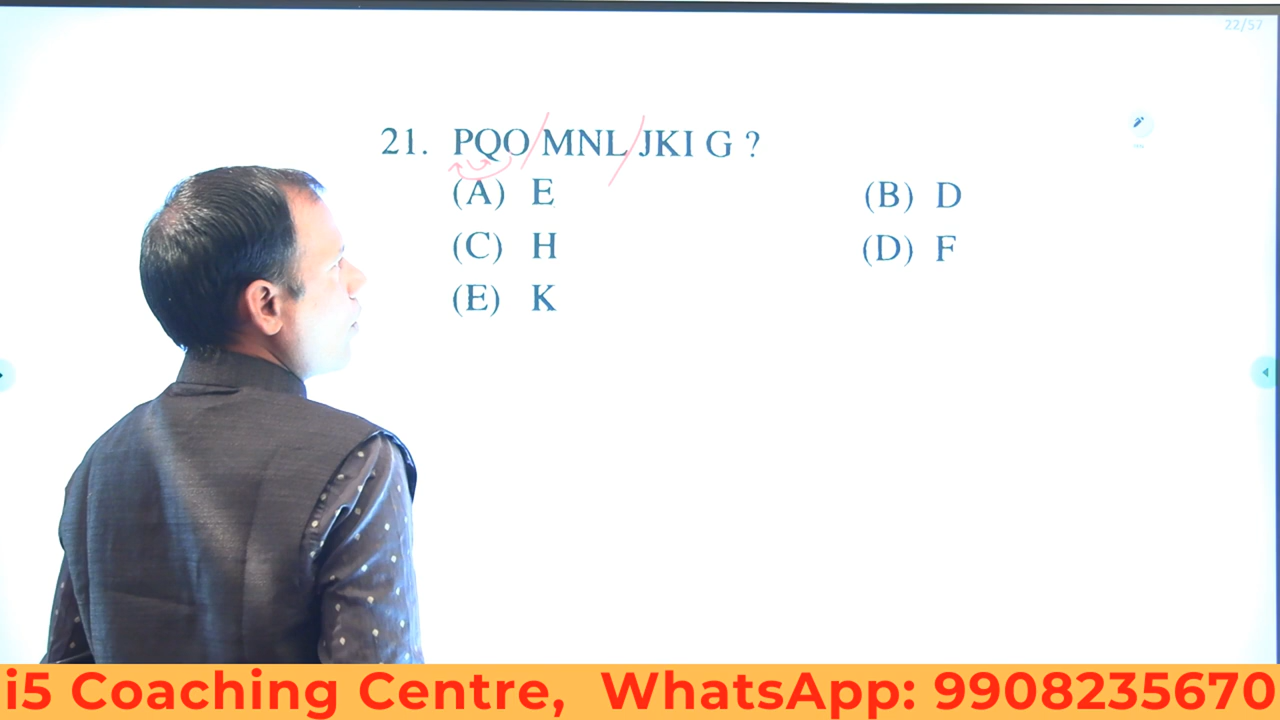 22/57
21. PQO MNL JKI G ?
(A) E (B) D
(C) H (D) F
(E) K
i5 Coaching Centre, WhatsApp: 9908235670